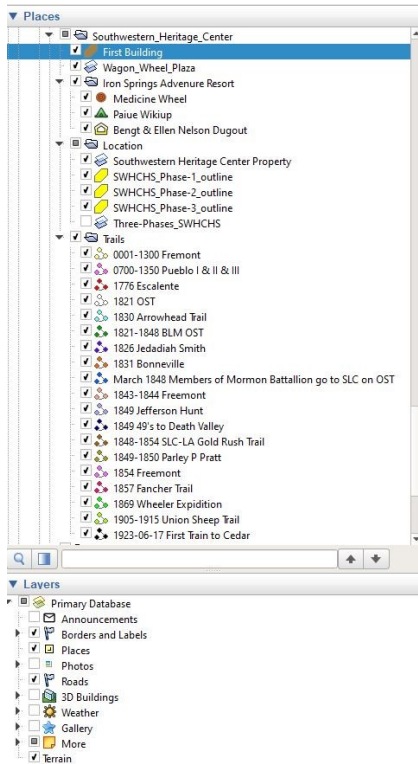 Places
Southwestern_Heritage_Center
First Building
Wagon_Wheel_Plaza
Iron Springs Advenure Resort
Medicine Wheel
Paiue Wikiup
Bengt & Ellen Nelson Dugout
Location
Southwestern Heritage Center Property
SWHCHS_Phase-1_outline
SWHCHS_Phase-2_outline
SWHCHS_Phase-3_outline
Three-Phases_SWHCHS
Trails
0001-1300 Fremont
0700-1350 Pueblo I & II & III
1776 Escalente
1821 OST
1830 Arrowhead Trail
1821-1848 BLM OST
1826 Jedadiah Smith
1831 Bonneville
March 1848 Members of Mormon Battallion go to SLC on OST
1843-1844 Freemont
1849 Jefferson Hunt
1849 49's to Death Valley
1848-1854 SLC-LA Gold Rush Trail
1849-1850 Parley P Pratt
1854 Freemont
1857 Fancher Trail
1869 Wheeler Expidition
1905-1915 Union Sheep Trail
1923-06-17 First Train to Cedar
Layers
Primary Database
Announcements
Borders and Labels
Places
Photos
Roads
3D Buildings
Weather
Gallery
More
Terrain